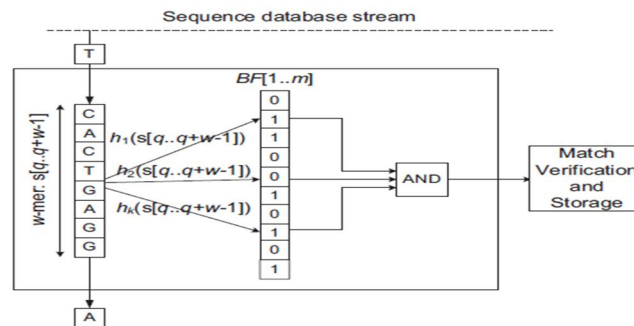 Sequence database stream
T
BF[1..m]
w-mer: s[q..q+w-1]
C
A
C
T
G
A
G
G
h1(s[q..q+w-1])
h2(s[q..q+w-1])
hk(s[q..q+w-1])
0
1
1
0
0
1
0
1
0
1
AND
Match
Verification
and
Storage
A